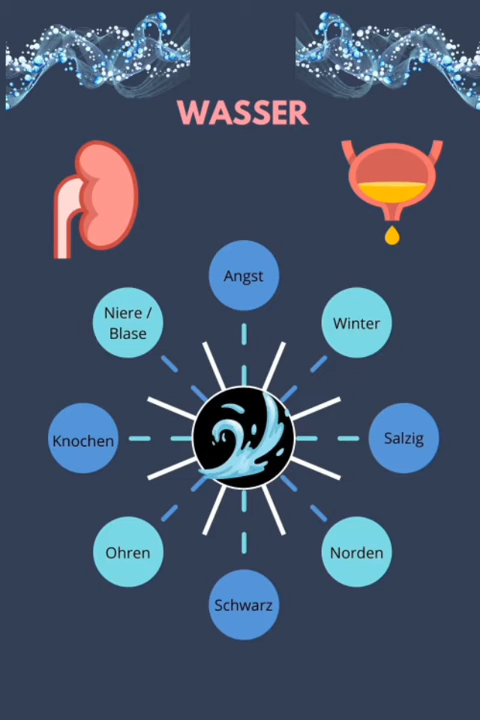 WASSER
Angst
Niere /
Blase
Winter
Knochen
Salzig
Ohren
Norden
Schwarz